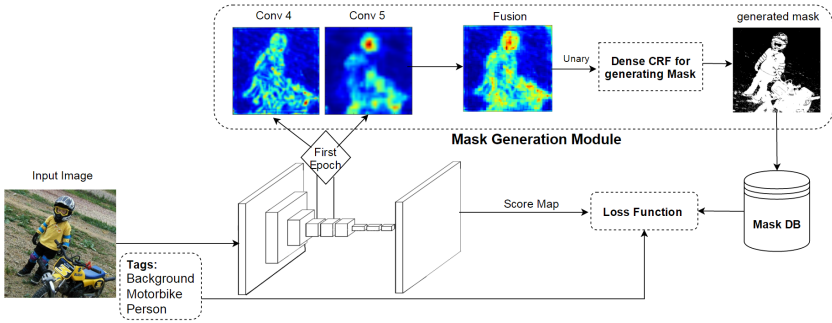 Conv 4
Conv 5
Fusion
generated mask
Unary
Dense CRF for
generating Mask
Mask Generation Module
First
Epoch
Input Image
Score Map
Loss Function
Mask DB
Tags:
Background
Motorbike
Person